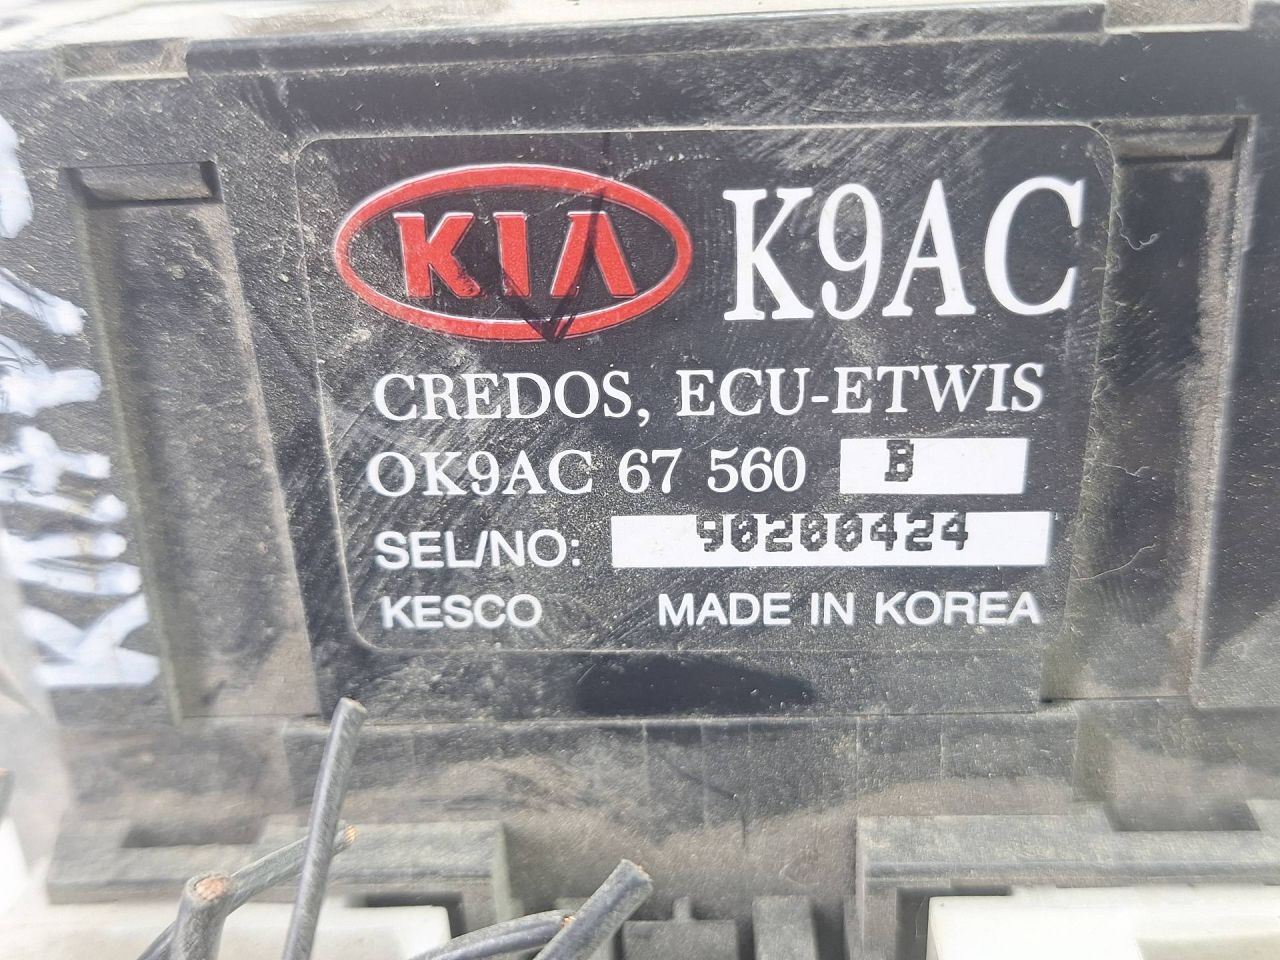 KIA K9AC
CREDOS, ECU-ETWIS
OK9AC 67 560 B
SEL/NO: 90200424
KESCO MADE IN KOREA